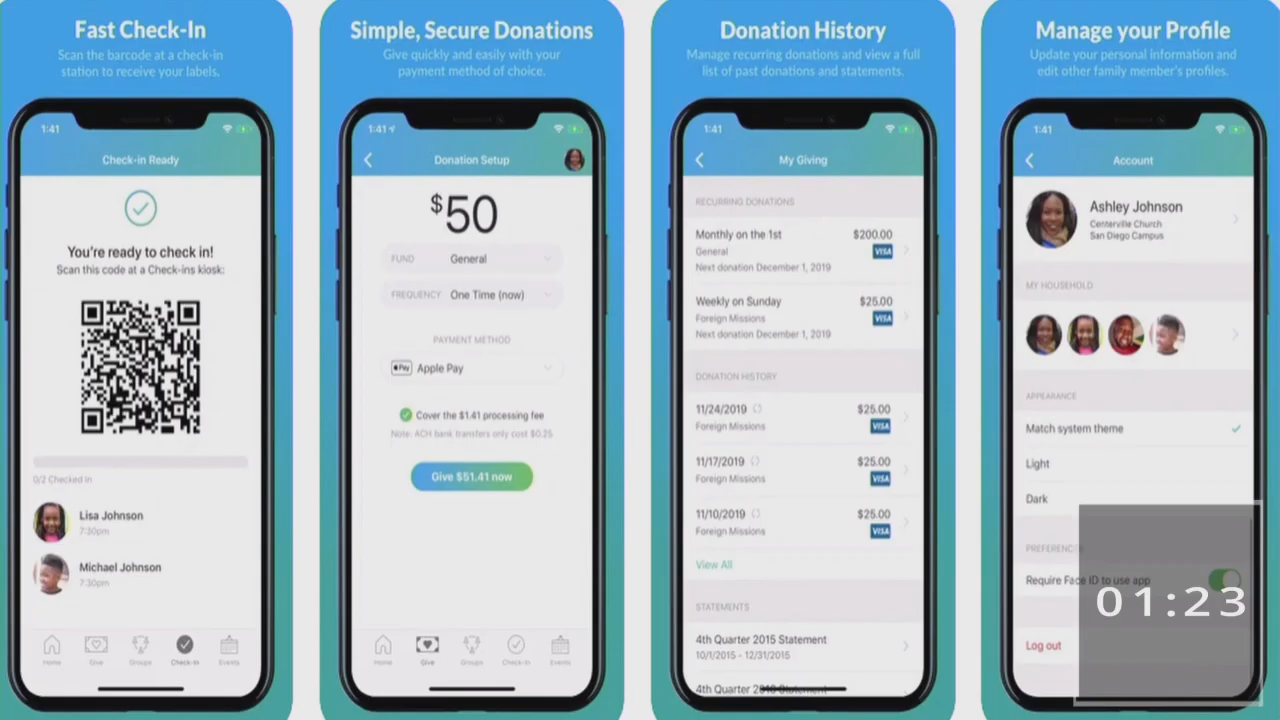 Fast Check-In
Scan the barcode at a check-in
station to receive your labels.
1:41
Check-in Ready
You're ready to check in!
Scan this code at a Check-ins kiosk:
0/2 Checked in
Lisa Johnson
7:30pm
Michael Johnson
7:30pm
Home
Give
Groups
Check-In
Events
Simple, Secure Donations
Give quickly and easily with your
payment method of choice.
1:41
Donation Setup
$50
FUND General
FREQUENCY One Time (now)
PAYMENT METHOD
Pay Apple Pay
Cover the $1.41 processing fee
Note: ACH bank transfers only cost $0.25
Give $51.41 now
Home
Give
Groups
Check-In
Events
Donation History
Manage recurring donations and view a full
list of past donations and statements.
1:41
My Giving
RECURRING DONATIONS
Monthly on the 1st $200.00
General VISA
Next donation December 1, 2019
Weekly on Sunday $25.00
Foreign Missions VISA
Next donation December 1, 2019
DONATION HISTORY
11/24/2019 $25.00
Foreign Missions VISA
11/17/2019 $25.00
Foreign Missions VISA
11/10/2019 $25.00
Foreign Missions VISA
View All
STATEMENTS
4th Quarter 2015 Statement
10/1/2015 - 12/31/2015
4th Quarter Statement
Manage your Profile
Update your personal information and
edit other family member's profiles.
1:41
Account
Ashley Johnson
Centerville Church
San Diego Campus
MY HOUSEHOLD
APPEARANCE
Match system theme
Light
Dark
PREFERENCES
Require Face ID to use app
01:23
Log out